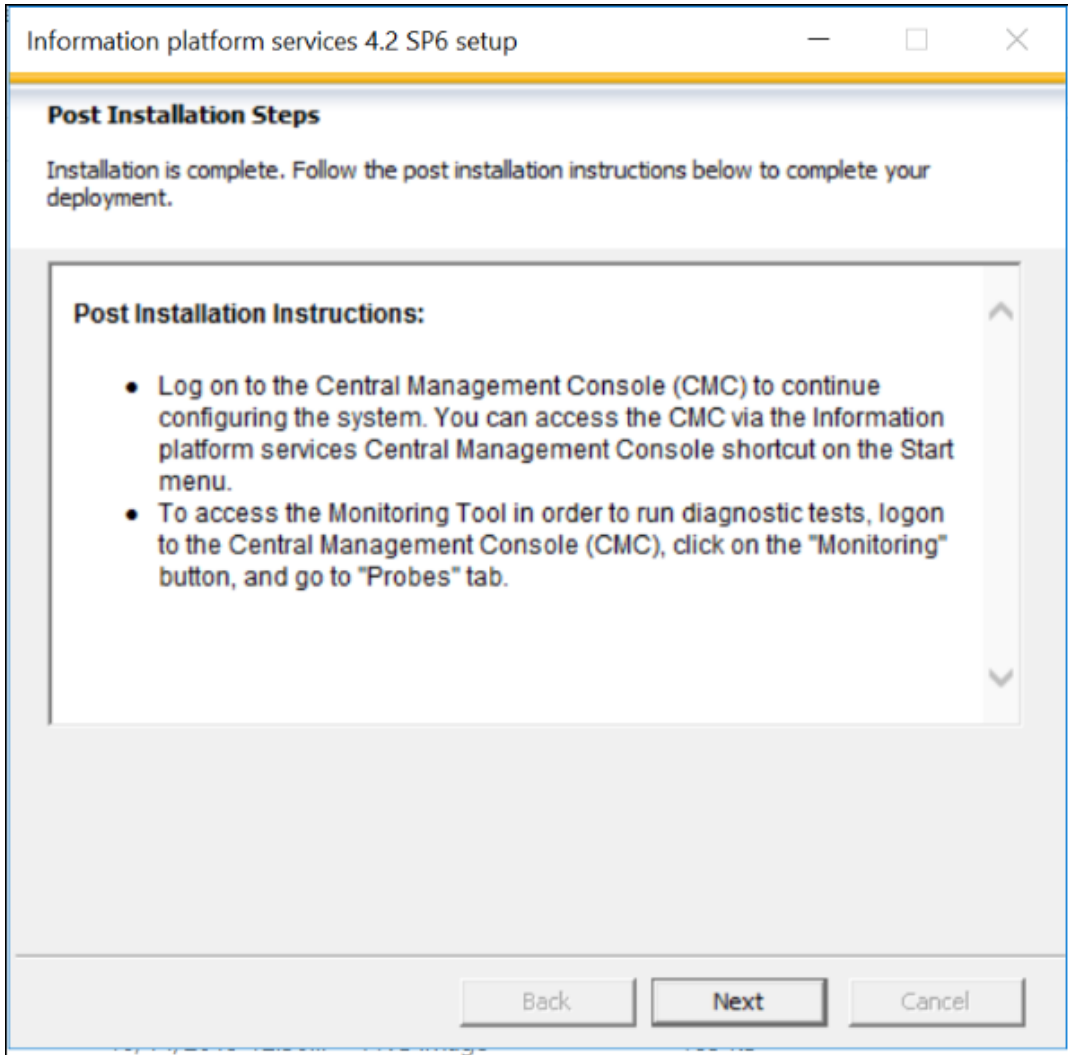 Information platform services 4.2 SP6 setup
Post Installation Steps
Installation is complete. Follow the post installation instructions below to complete your
deployment.
Post Installation Instructions:
● Log on to the Central Management Console (CMC) to continue
configuring the system. You can access the CMC via the Information
platform services Central Management Console shortcut on the Start
menu.
● To access the Monitoring Tool in order to run diagnostic tests, logon
to the Central Management Console (CMC), click on the "Monitoring"
button, and go to "Probes" tab.
Back
Next
Cancel